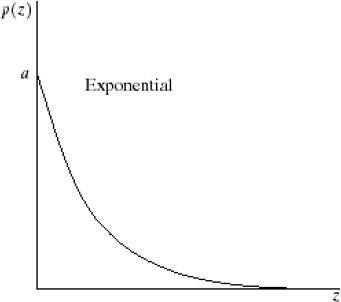 p(z)
a
Exponential
z